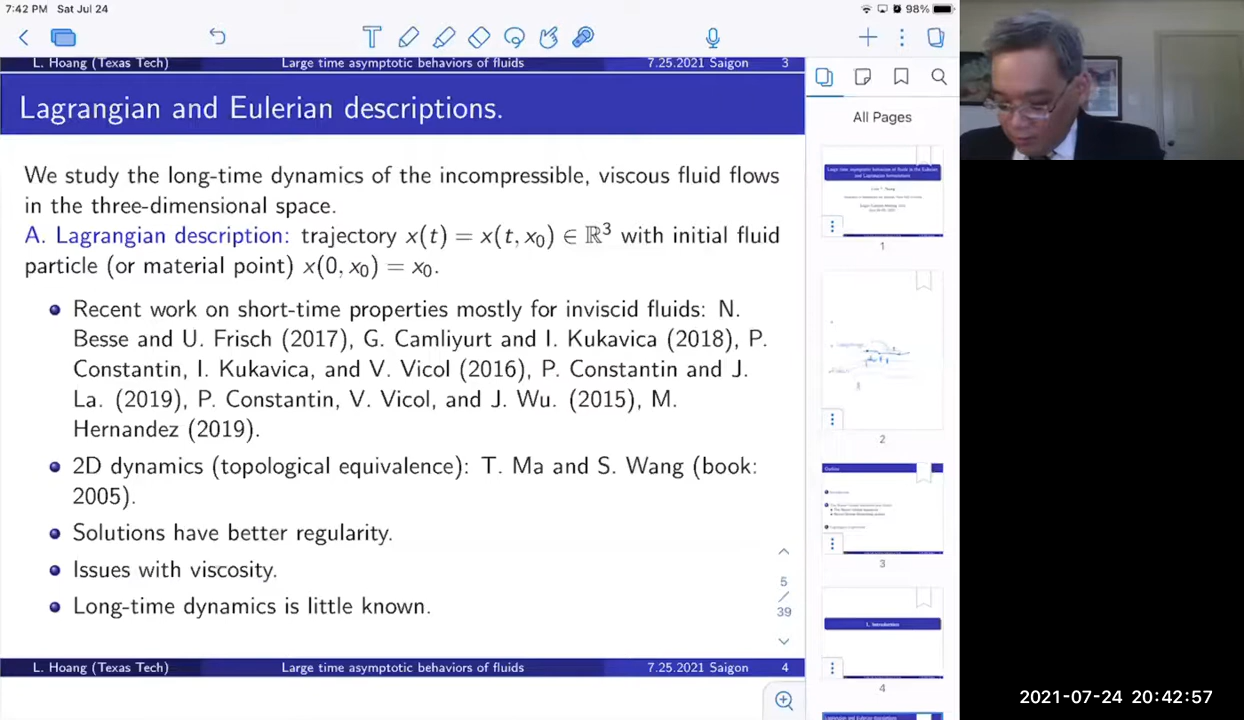 7:42 PM Sat Jul 24
98%
L. Hoang (Texas Tech) Large time asymptotic behaviors of fluids 7.25.2021 Saigon 3
Lagrangian and Eulerian descriptions.
We study the long-time dynamics of the incompressible, viscous fluid flows
in the three-dimensional space.
A. Lagrangian description: trajectory x(t) = x(t, x₀) ∈ ℝ³ with initial fluid
particle (or material point) x(0, x₀) = x₀.
Recent work on short-time properties mostly for inviscid fluids: N.
Besse and U. Frisch (2017), G. Camliyurt and I. Kukavica (2018), P.
Constantin, I. Kukavica, and V. Vicol (2016), P. Constantin and J.
La. (2019), P. Constantin, V. Vicol, and J. Wu. (2015), M.
Hernandez (2019).
2D dynamics (topological equivalence): T. Ma and S. Wang (book:
2005).
Solutions have better regularity.
Issues with viscosity.
Long-time dynamics is little known.
5
/
39
L. Hoang (Texas Tech) Large time asymptotic behaviors of fluids 7.25.2021 Saigon 4
All Pages
1
2
Outline
3
1. Introduction
4
Lagrangian and Eulerian descriptions
2021-07-24 20:42:57